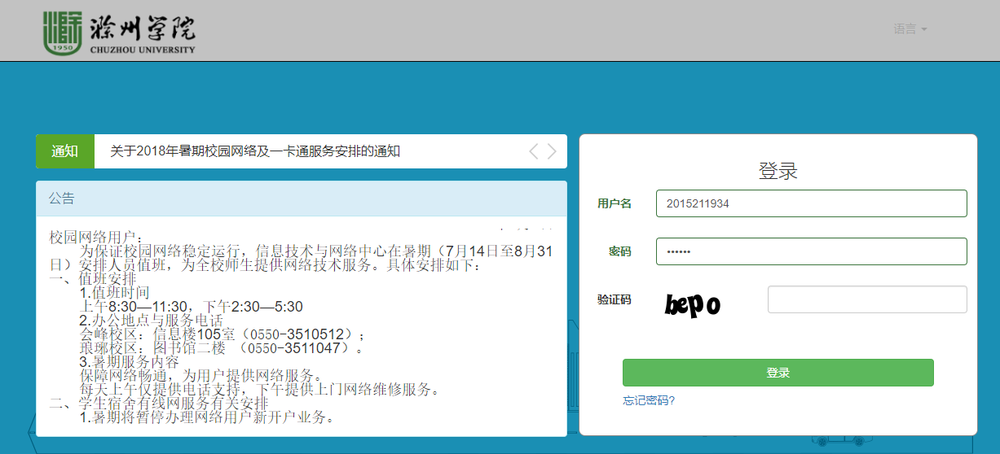 滁州学院
CHUZHOU UNIVERSITY
1950
语言
通知
关于2018年暑期校园网络及一卡通服务安排的通知
公告
校园网络用户：
为保证校园网络稳定运行，信息技术与网络中心在暑期（7月14日至8月31
日）安排人员值班，为全校师生提供网络技术服务。具体安排如下：
一、值班安排
1.值班时间
上午8:30—11:30，下午2:30—5:30
2.办公地点与服务电话
会峰校区：信息楼105室（0550-3510512）；
琅琊校区：图书馆二楼 （0550-3511047）。
3.暑期服务内容
保障网络畅通，为用户提供网络服务。
每天上午仅提供电话支持，下午提供上门网络维修服务。
二、学生宿舍有线网服务有关安排
1.暑期将暂停办理网络用户新开户业务。
登录
用户名
2015211934
密码
••••••
验证码
bepo
登录
忘记密码?